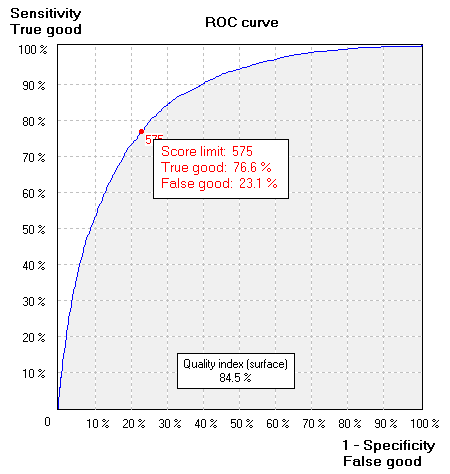 Sensitivity
True good
ROC curve
100 %
90 %
80 %
70 %
60 %
50 %
40 %
30 %
20 %
10 %
0
575
Score limit: 575
True good: 76.6 %
False good: 23.1 %
Quality index (surface)
84.5 %
10 % 20 % 30 % 40 % 50 % 60 % 70 % 80 % 90 % 100 %
1 - Specificity
False good